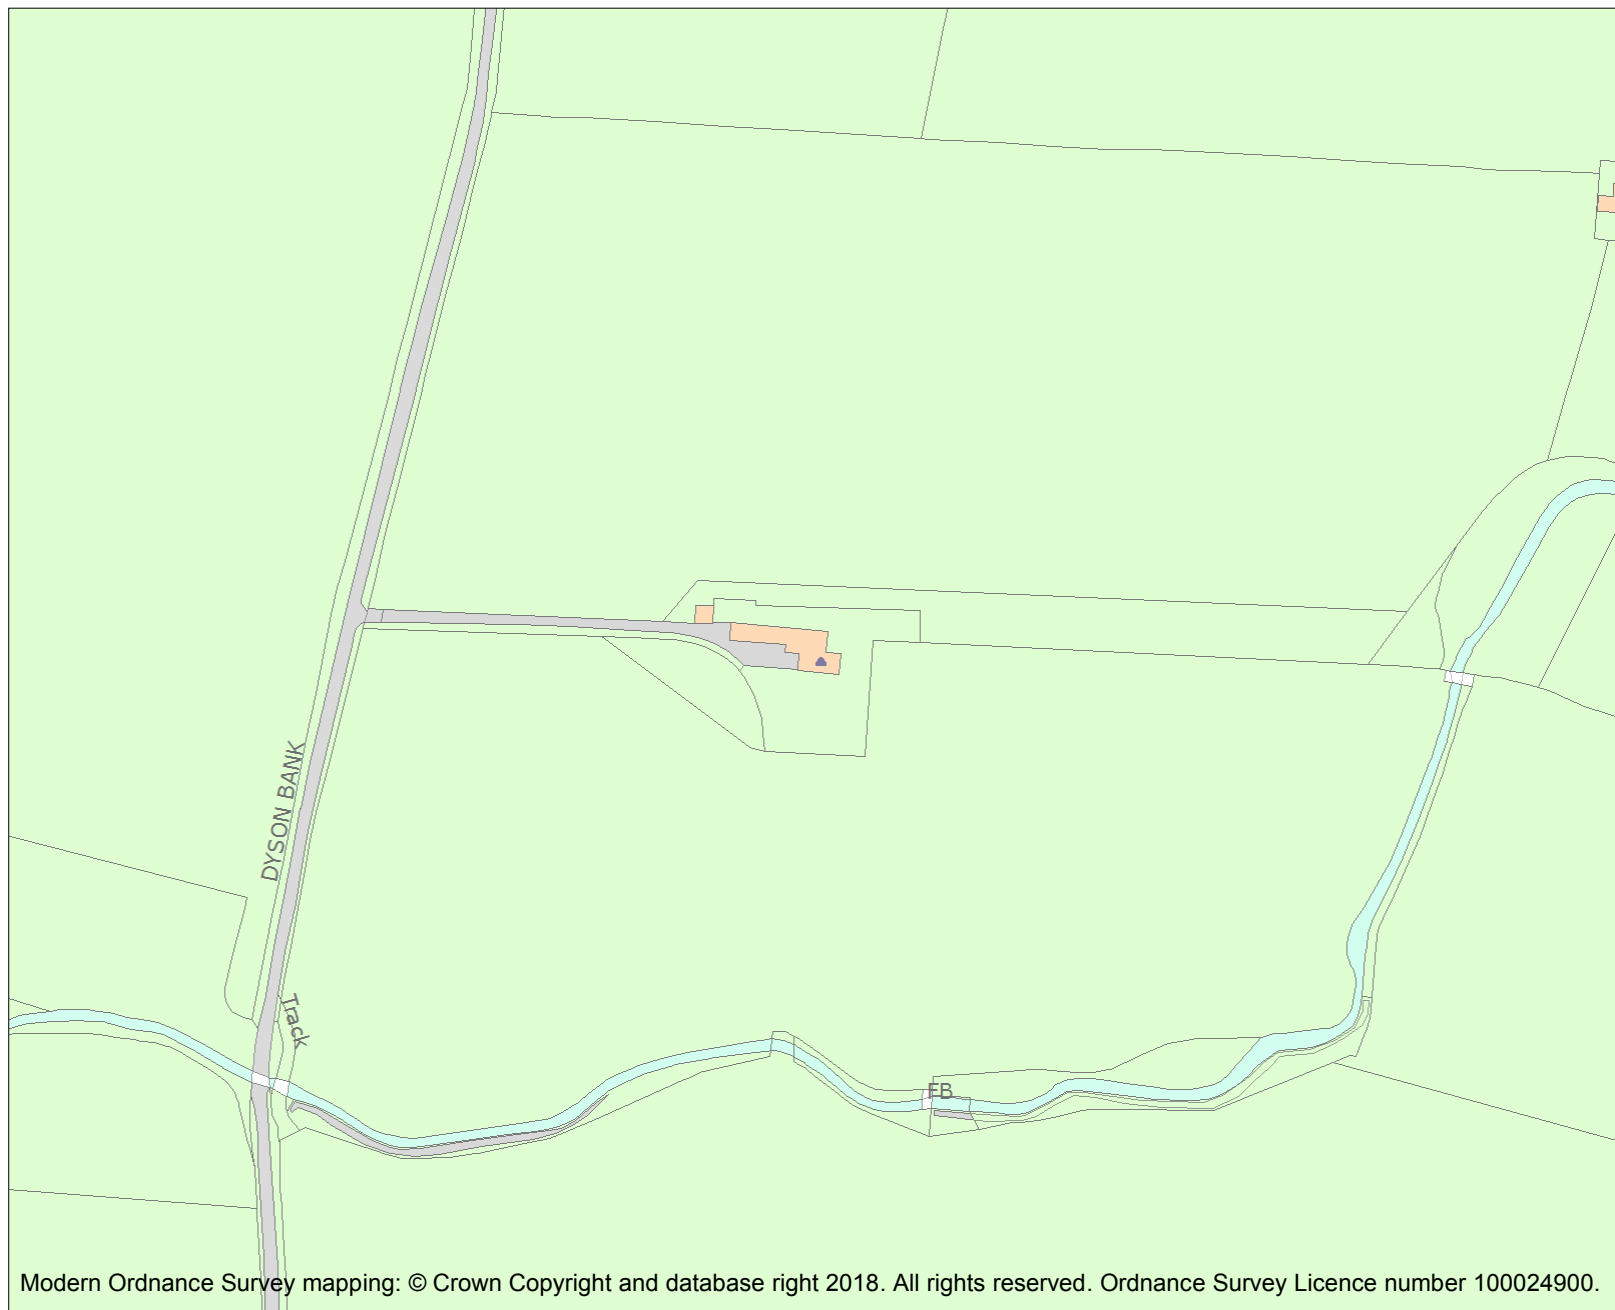 DYSON BANK
Track
FB
Modern Ordnance Survey mapping: © Crown Copyright and database right 2018. All rights reserved. Ordnance Survey Licence number 100024900.